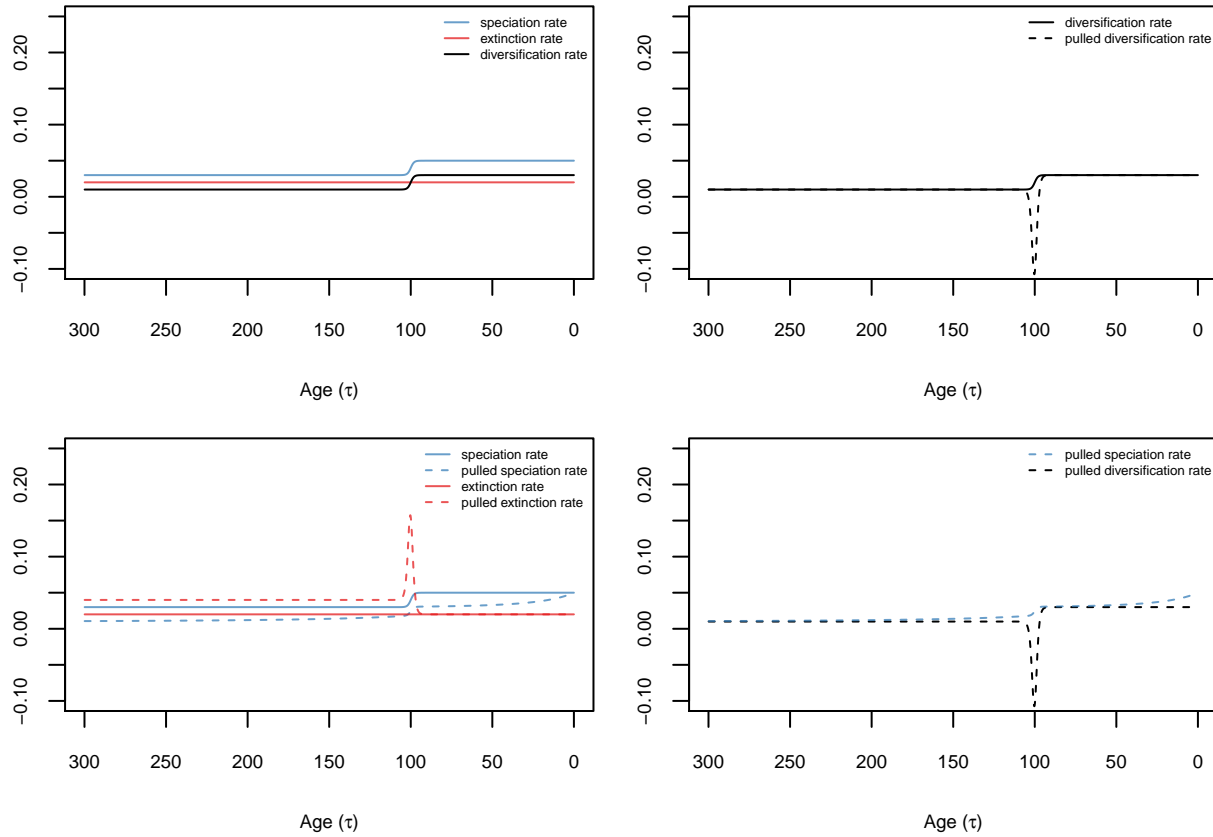 speciation rate
extinction rate
diversification rate
0.20
0.10
0.00
−0.10
300 250 200 150 100 50 0
Age (τ)
diversification rate
pulled diversification rate
0.20
0.10
0.00
−0.10
300 250 200 150 100 50 0
Age (τ)
speciation rate
pulled speciation rate
extinction rate
pulled extinction rate
0.20
0.10
0.00
−0.10
300 250 200 150 100 50 0
Age (τ)
pulled speciation rate
pulled diversification rate
0.20
0.10
0.00
−0.10
300 250 200 150 100 50 0
Age (τ)